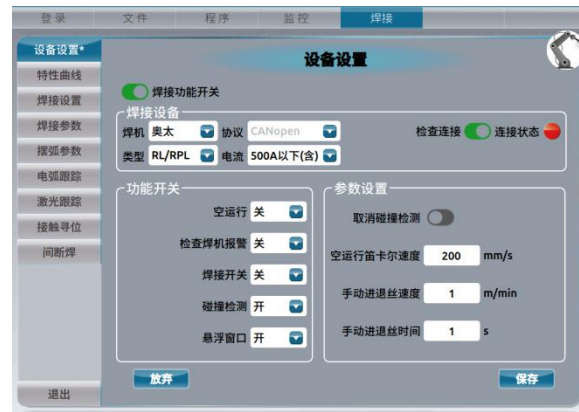 登录 文件 程序 监控 焊接
设备设置*
特性曲线
焊接设置
焊接参数
摆弧参数
电弧跟踪
激光跟踪
接触寻位
间断焊
退出
设备设置
焊接功能开关
焊接设备
焊机 奥太 协议 CANopen 检查连接 连接状态
类型 RL/RPL 电流 500A以下(含)
功能开关
空运行 关
检查焊机报警 关
焊接开关 关
碰撞检测 开
悬浮窗口 开
参数设置
取消碰撞检测
空运行笛卡尔速度 200 mm/s
手动进退丝速度 1 m/min
手动进退丝时间 1 s
放弃 保存